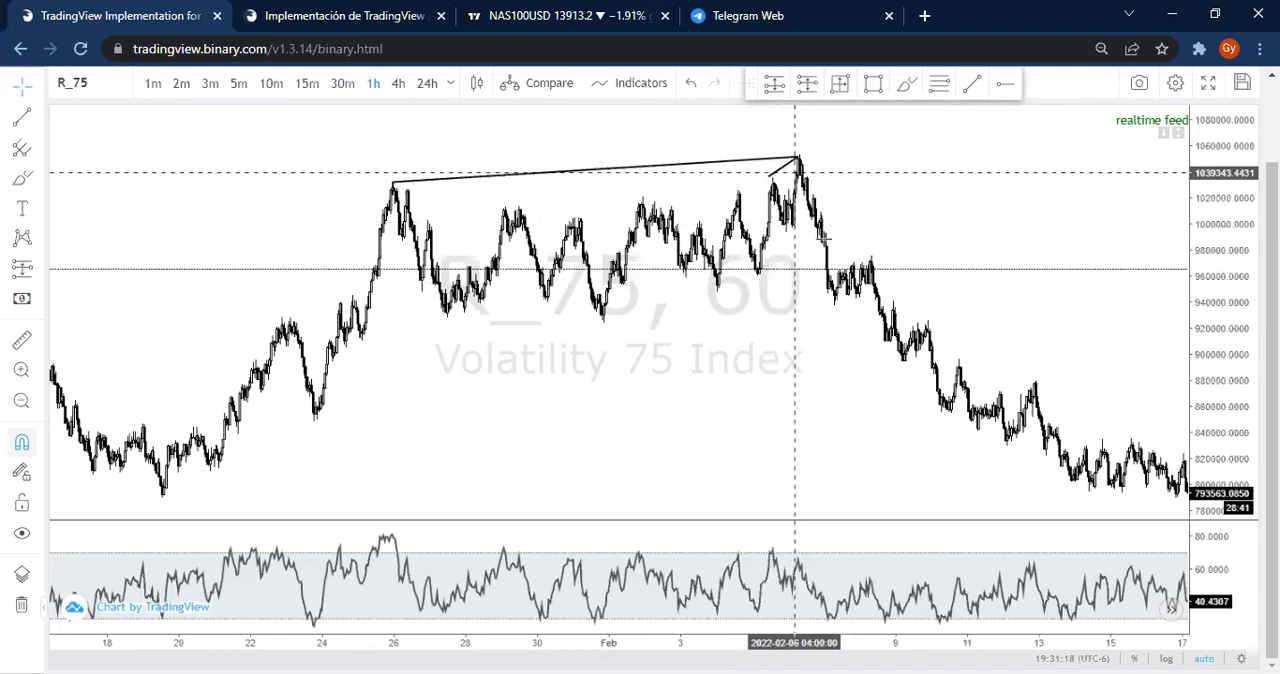 TradingView Implementation for
Implementación de TradingView
NAS100USD 13913.2 ▼ −1.91%
Telegram Web
tradingview.binary.com/v1.3.14/binary.html
Gy
R_75
1m 2m 3m 5m 10m 15m 30m 1h 4h 24h
Compare
Indicators
realtime feed
R_75, 60
Volatility 75 Index
1080000.0000
1060000.0000
1039343.4431
1020000.0000
1000000.0000
980000.0000
960000.0000
940000.0000
920000.0000
900000.0000
880000.0000
860000.0000
840000.0000
820000.0000
793563.0850
28:41
80.0000
60.0000
40.4307
Chart by TradingView
18 20 22 24 26 28 30 Feb 3 2022-02-06 04:00:00 9 11 13 15 17
19:31:18 (UTC-6) % log auto